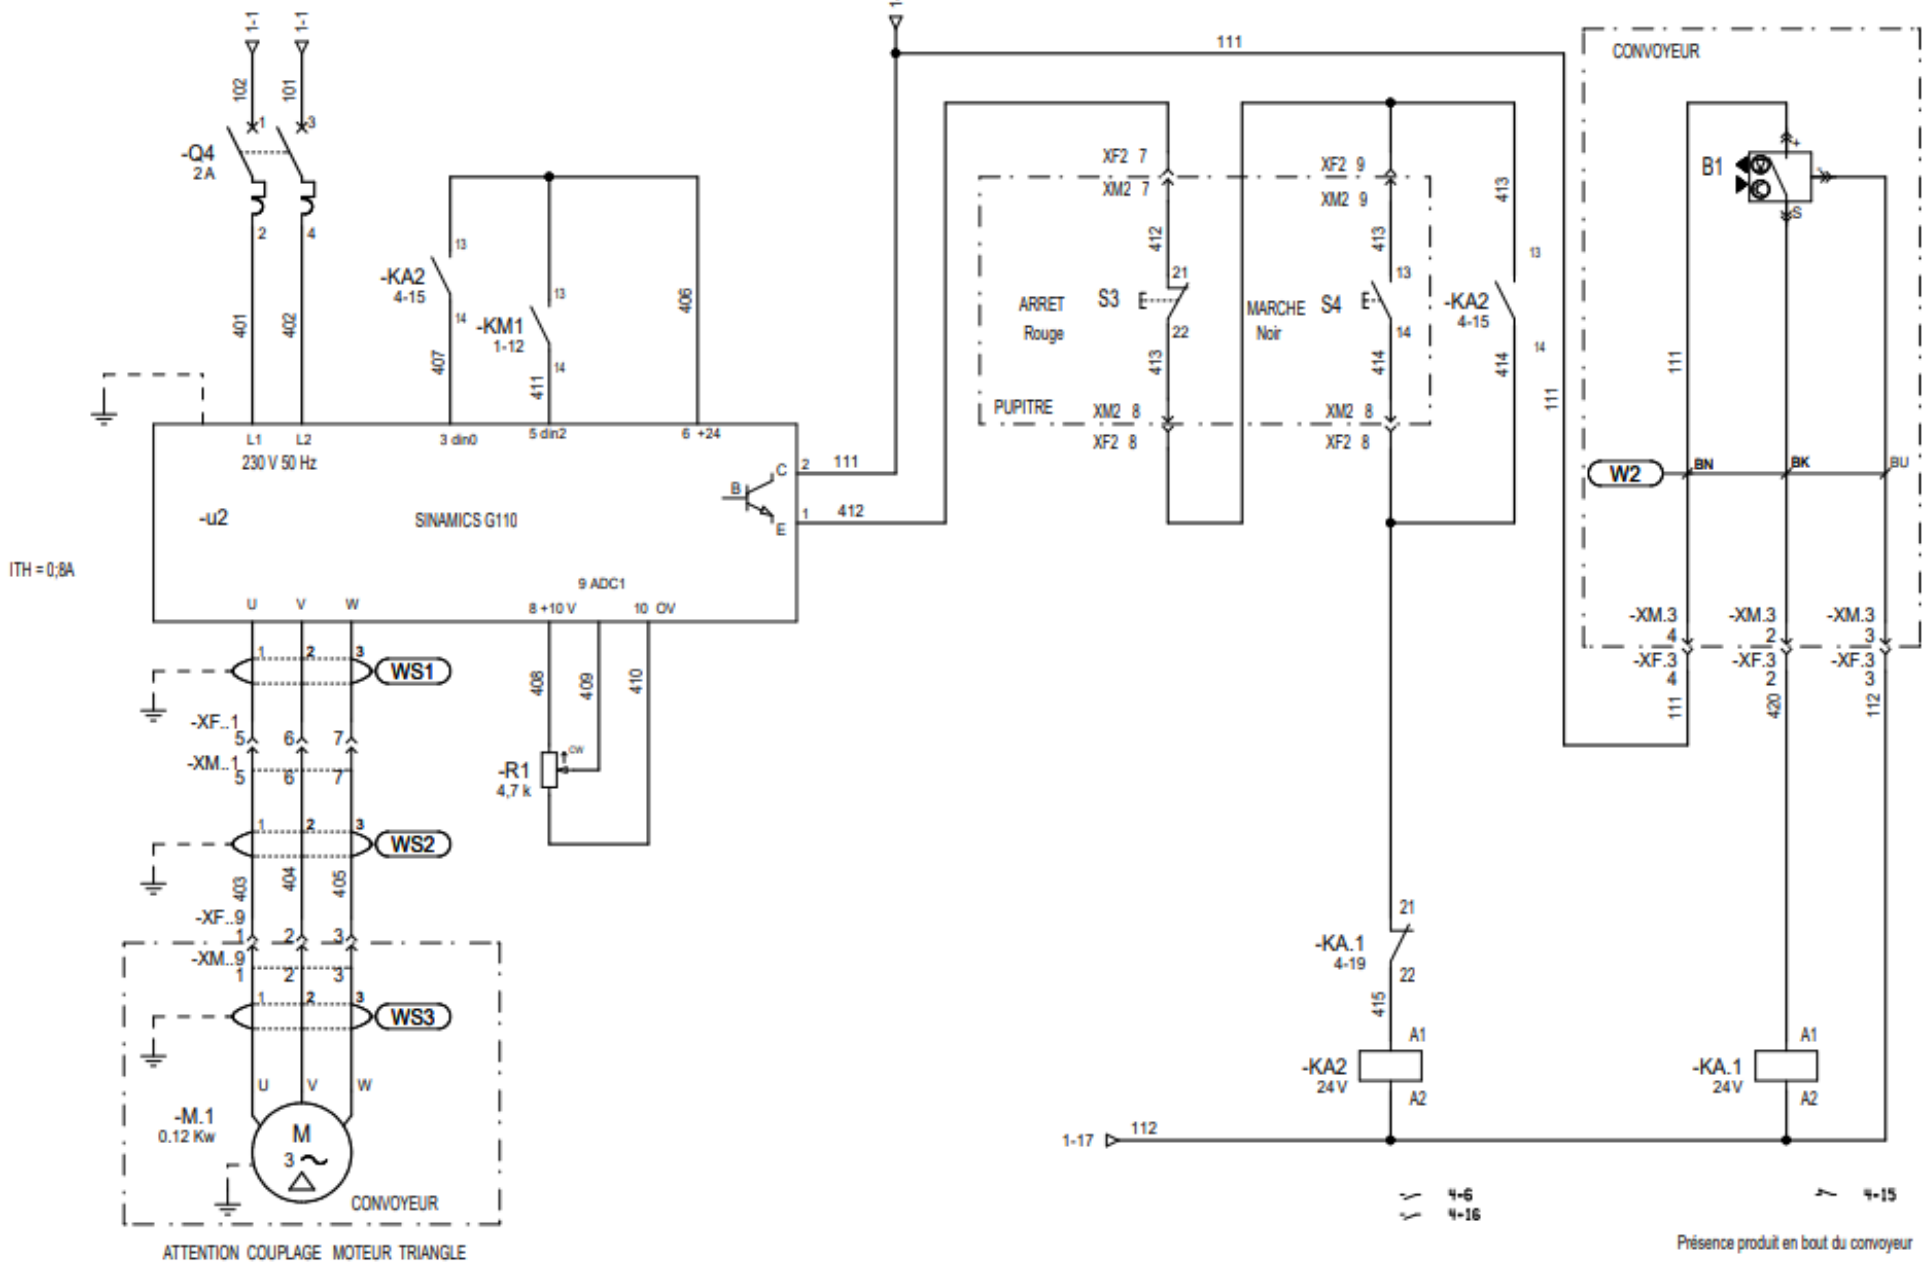 1-1
1-1
1-
102
101
111
CONVOYEUR
1
3
-Q4
2 A
2
4
XF2 7
XM2 7
XF2 9
XM2 9
413
B1
+
S
401
402
-KA2
4-15
13
14
407
-KM1
1-12
13
14
411
406
412
21
ARRET
Rouge
S3
22
413
MARCHE
Noir
413
13
S4
14
414
-KA2
4-15
13
14
414
111
111
PUPITRE
XM2 8
XF2 8
XM2 8
XF2 8
L1
L2
230 V 50 Hz
3 din0
5 din2
6 +24
C
2
111
B
E
1
412
W2
BN
BK
BU
-u2
SINAMICS G110
ITH = 0;8A
U
V
W
8 +10 V
9 ADC1
10 OV
-XM.3
4
-XM.3
2
-XM.3
3
-XF.3
4
-XF.3
2
-XF.3
3
111
420
112
1
2
3
WS1
408
409
410
-XF..1
5
6
7
-XM..1
5
6
7
-R1
4,7 k
CW
1
2
3
WS2
403
404
405
-XF..9
1
2
3
-XM..9
1
2
3
1
2
3
WS3
21
-KA.1
4-19
22
415
U
V
W
-M.1
0.12 Kw
M
3
CONVOYEUR
A1
-KA2
24 V
A2
A1
-KA.1
24 V
A2
1-17
112
4-6
4-16
4-15
ATTENTION COUPLAGE MOTEUR TRIANGLE
Présence produit en bout du convoyeur